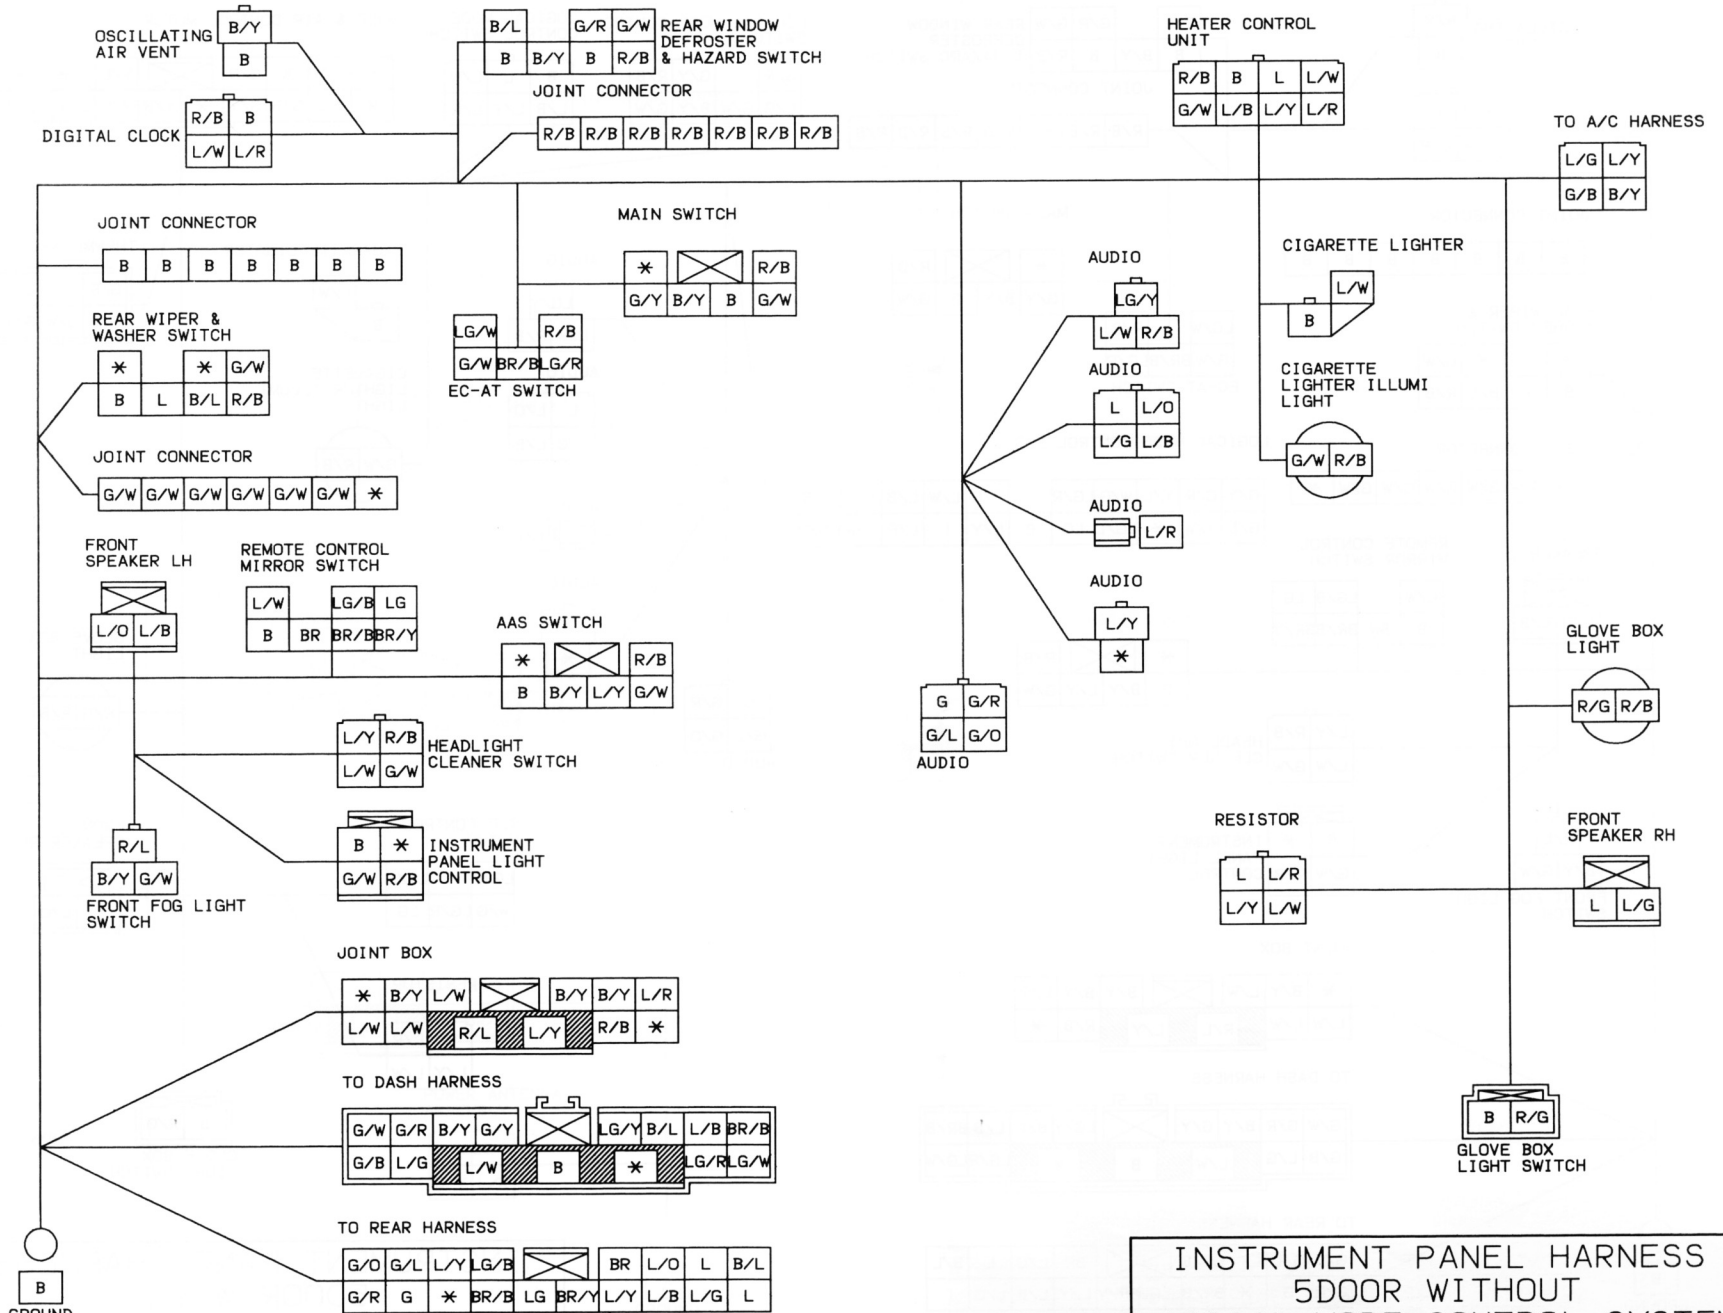 OSCILLATING
AIR VENT
B/Y
B
DIGITAL CLOCK
R/B B
L/W L/R
B/L G/R G/W
B B/Y B R/B
REAR WINDOW
DEFROSTER
& HAZARD SWITCH
JOINT CONNECTOR
R/B R/B R/B R/B R/B R/B R/B
HEATER CONTROL
UNIT
R/B B L L/W
G/W L/B L/Y L/R
TO A/C HARNESS
L/G L/Y
G/B B/Y
JOINT CONNECTOR
B B B B B B B
MAIN SWITCH
* R/B
G/Y B/Y B G/W
LG/W R/B
G/W BR/B LG/R
EC-AT SWITCH
REAR WIPER &
WASHER SWITCH
* * G/W
B L B/L R/B
JOINT CONNECTOR
G/W G/W G/W G/W G/W G/W *
AUDIO
LG/Y
L/W R/B
AUDIO
L L/O
L/G L/B
AUDIO
L/R
AUDIO
L/Y
*
G G/R
G/L G/O
AUDIO
CIGARETTE LIGHTER
L/W
B
CIGARETTE
LIGHTER ILLUMI
LIGHT
G/W R/B
FRONT
SPEAKER LH
L/O L/B
REMOTE CONTROL
MIRROR SWITCH
L/W LG/B LG
B BR BR/B BR/Y
AAS SWITCH
* R/B
B B/Y L/Y G/W
L/Y R/B
L/W G/W
HEADLIGHT
CLEANER SWITCH
B *
G/W R/B
INSTRUMENT
PANEL LIGHT
CONTROL
R/L
B/Y G/W
FRONT FOG LIGHT
SWITCH
GLOVE BOX
LIGHT
R/G R/B
RESISTOR
L L/R
L/Y L/W
FRONT
SPEAKER RH
L L/G
B R/G
GLOVE BOX
LIGHT SWITCH
JOINT BOX
* B/Y L/W B/Y B/Y L/R
L/W L/W R/L L/Y R/B *
TO DASH HARNESS
G/W G/R B/Y G/Y LG/Y B/L L/B BR/B
G/B L/G L/W B * LG/R LG/W
TO REAR HARNESS
G/O G/L L/Y LG/B BR L/O L B/L
G/R G * BR/B LG BR/Y L/Y L/B L/G L
B
GROUND
INSTRUMENT PANEL HARNESS
5DOOR WITHOUT
CONTROL SYSTEM